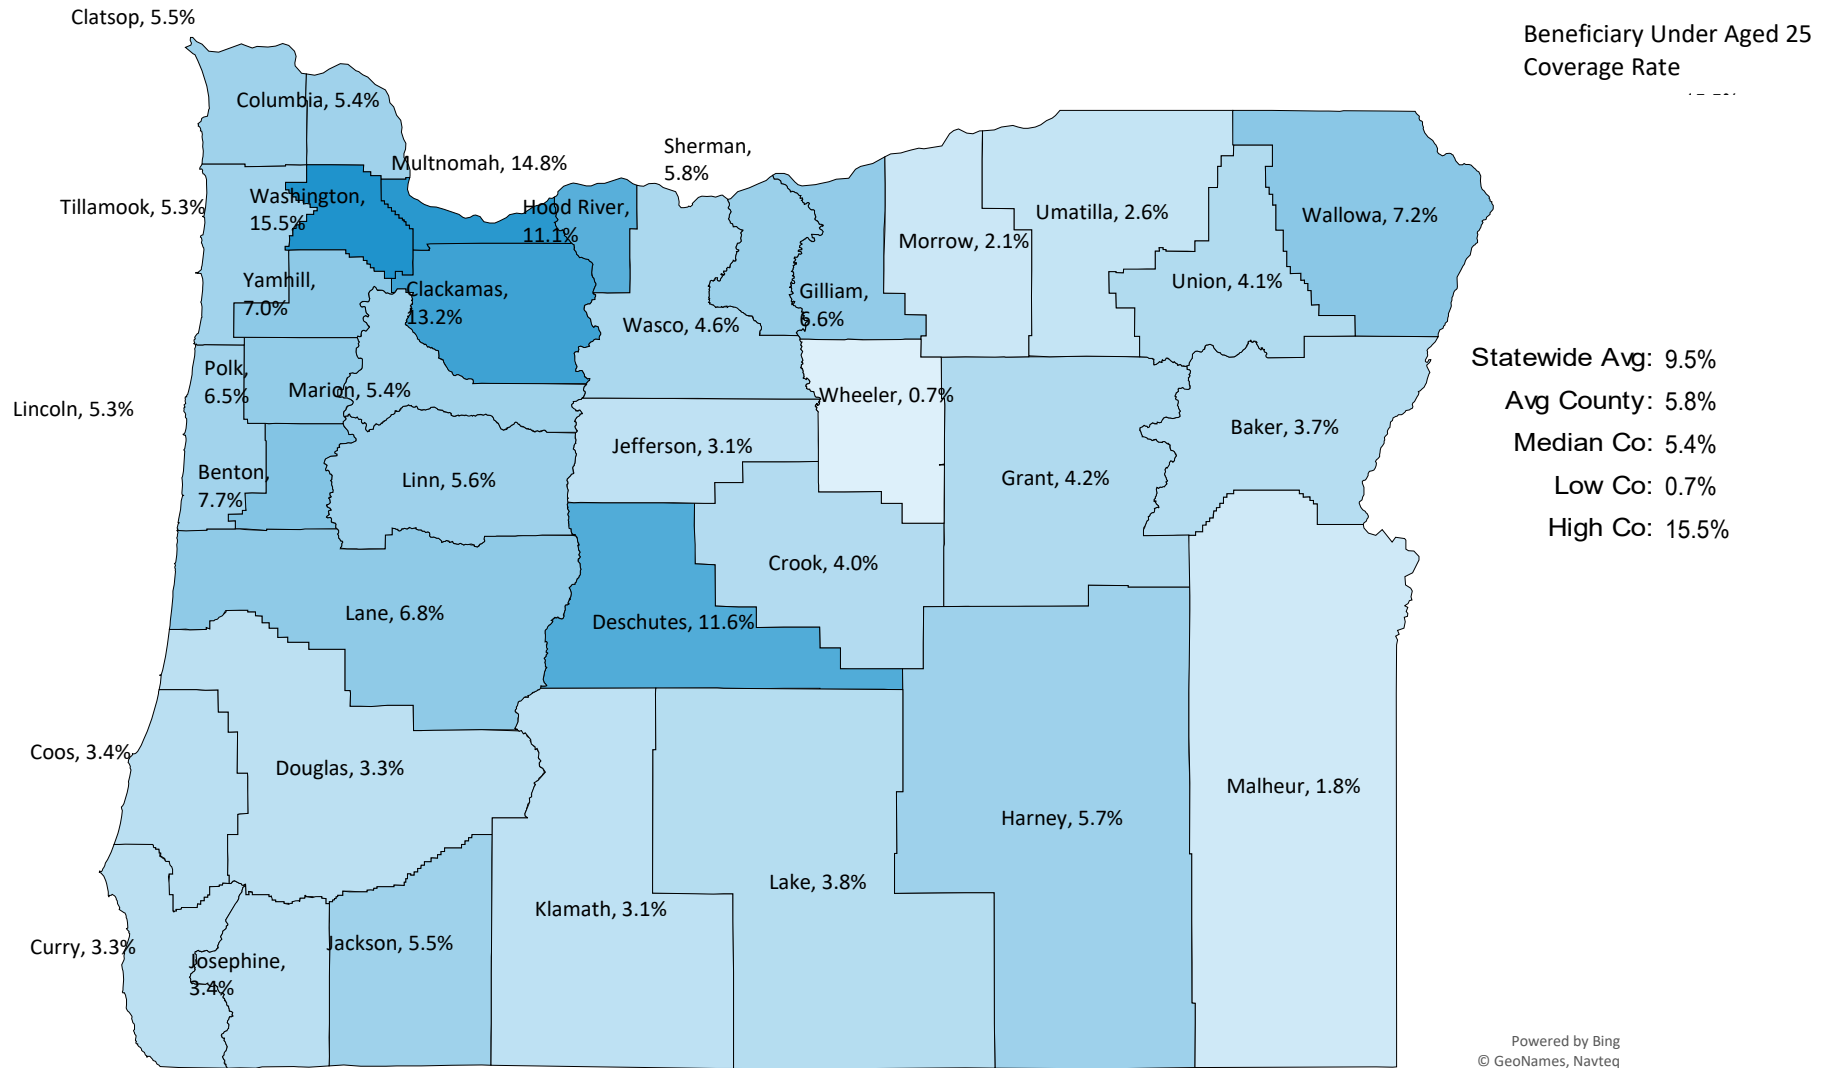 Clatsop, 5.5%
Beneficiary Under Aged 25
Coverage Rate
Columbia, 5.4%
Multnomah, 14.8%
Sherman,
5.8%
Tillamook, 5.3%
Washington,
15.5%
Hood River,
11.1%
Morrow, 2.1%
Umatilla, 2.6%
Wallowa, 7.2%
Yamhill,
7.0%
Clackamas,
13.2%
Wasco, 4.6%
Gilliam,
6.6%
Union, 4.1%
Lincoln, 5.3%
Polk,
6.5%
Marion, 5.4%
Jefferson, 3.1%
Wheeler, 0.7%
Baker, 3.7%
Statewide Avg: 9.5%
Avg County: 5.8%
Median Co: 5.4%
Low Co: 0.7%
High Co: 15.5%
Benton,
7.7%
Linn, 5.6%
Grant, 4.2%
Crook, 4.0%
Lane, 6.8%
Deschutes, 11.6%
Coos, 3.4%
Douglas, 3.3%
Malheur, 1.8%
Harney, 5.7%
Lake, 3.8%
Klamath, 3.1%
Curry, 3.3%
Josephine,
3.4%
Jackson, 5.5%
Powered by Bing
© GeoNames, Navteq